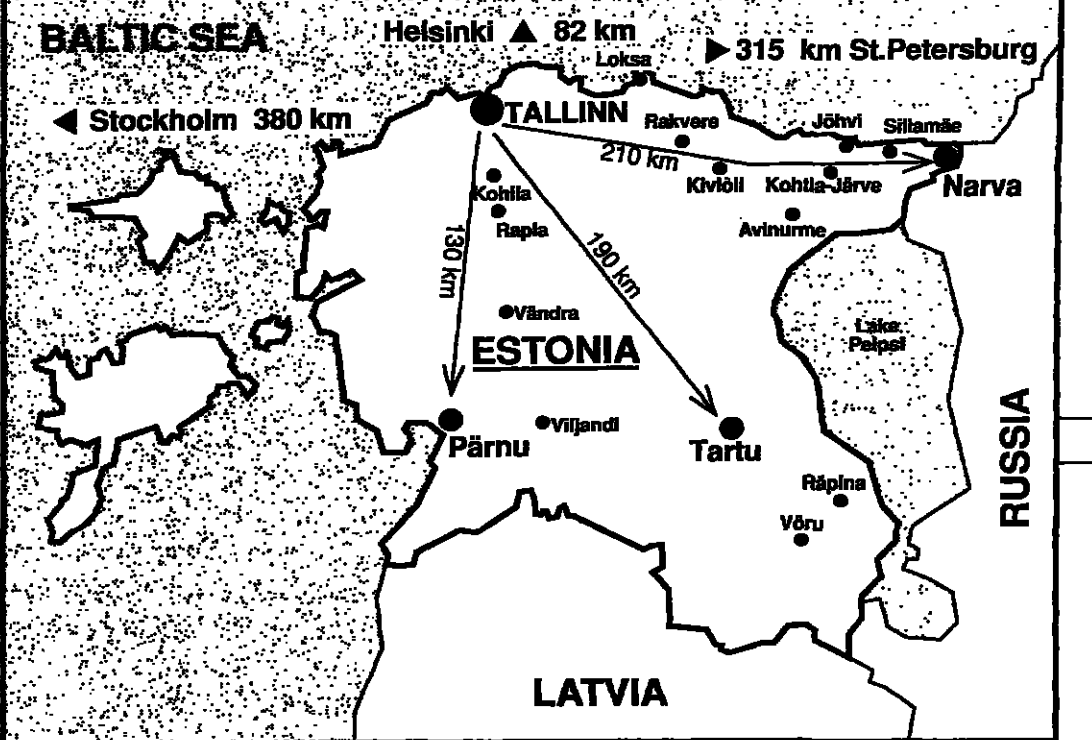 BALTIC SEA
Helsinki ▲ 82 km
▶ 315 km St.Petersburg
Loksa
◀ Stockholm 380 km
TALLINN
Rakvere
Jõhvi
Sillamäe
210 km
Kiviõli
Kohtla-Järve
Narva
Kohila
Rapla
Avinurme
130 km
190 km
Vändra
Lake
Peipsi
ESTONIA
Pärnu
Viljandi
Tartu
RUSSIA
Räpina
Võru
LATVIA